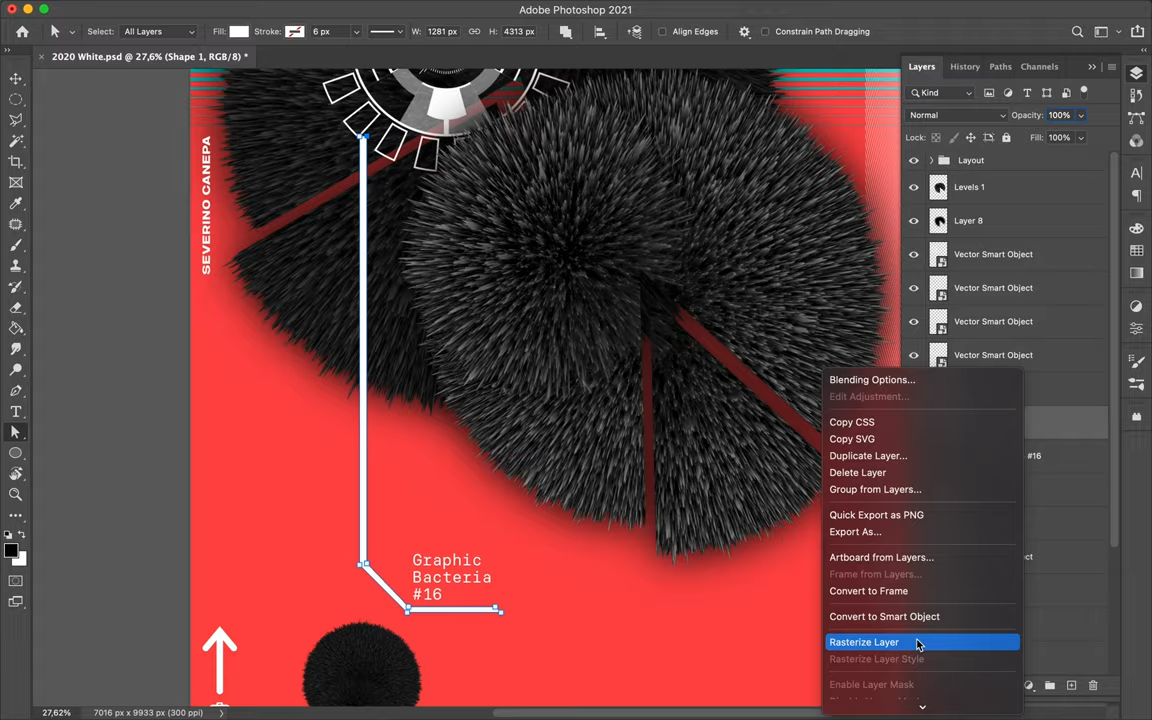 Adobe Photoshop 2021
Select: All Layers Fill: Stroke: 6 px W: 1281 px H: 4313 px Align Edges Constrain Path Dragging
× 2020 White.psd @ 27,6% (Shape 1, RGB/8) *
Layers History Paths Channels
Kind
Normal Opacity: 100%
Lock: Fill: 100%
Layout
Levels 1
Layer 8
Vector Smart Object
Vector Smart Object
Vector Smart Object
Vector Smart Object
SEVERINO CANEPA
Blending Options...
Edit Adjustment...
Copy CSS
Copy SVG
Duplicate Layer...
#16
Delete Layer
Group from Layers...
Quick Export as PNG
Export As...
Artboard from Layers...
Frame from Layers...
Convert to Frame
Convert to Smart Object
Rasterize Layer
Rasterize Layer Style
Enable Layer Mask
Graphic
Bacteria
#16
27,62% 7016 px x 9933 px (300 ppi)